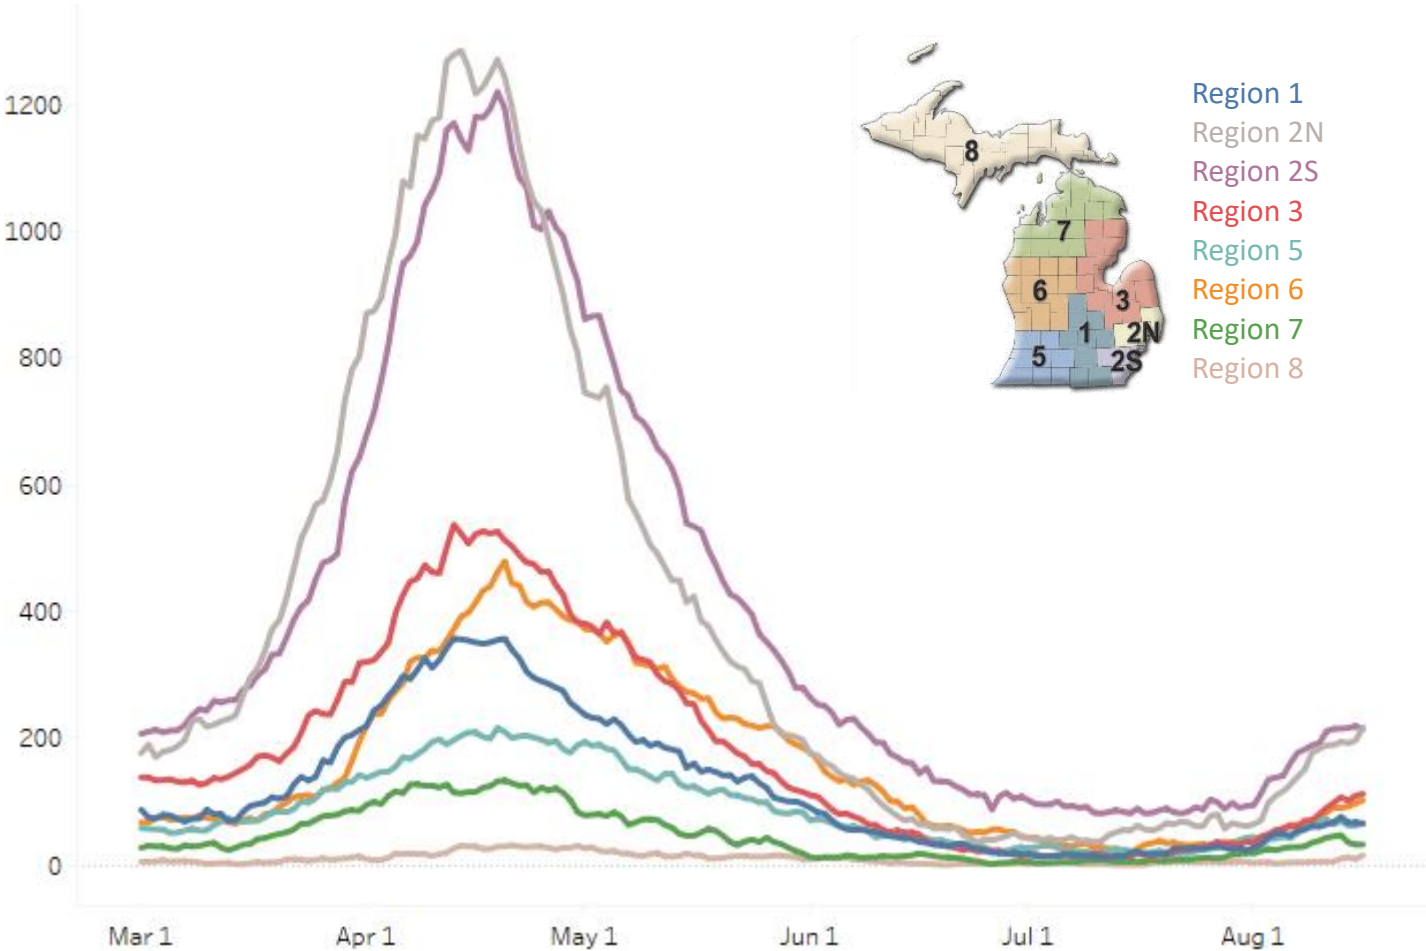 1200
1000
800
600
400
200
0
Mar 1
Apr 1
May 1
Jun 1
Jul 1
Aug 1
8
7
6
3
1
2N
5
2S
Region 1
Region 2N
Region 2S
Region 3
Region 5
Region 6
Region 7
Region 8